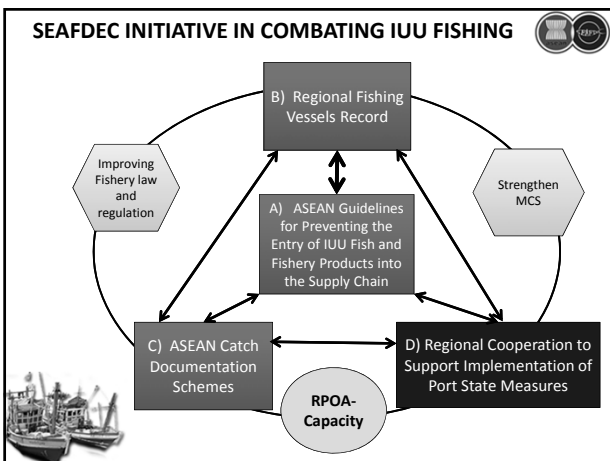 SEAFDEC INITIATIVE IN COMBATING IUU FISHING
B) Regional Fishing
Vessels Record
Improving
Fishery law
and
regulation
Strengthen
MCS
A) ASEAN Guidelines
for Preventing the
Entry of IUU Fish and
Fishery Products into
the Supply Chain
C) ASEAN Catch
Documentation
Schemes
D) Regional Cooperation to
Support Implementation of
Port State Measures
RPOA-
Capacity